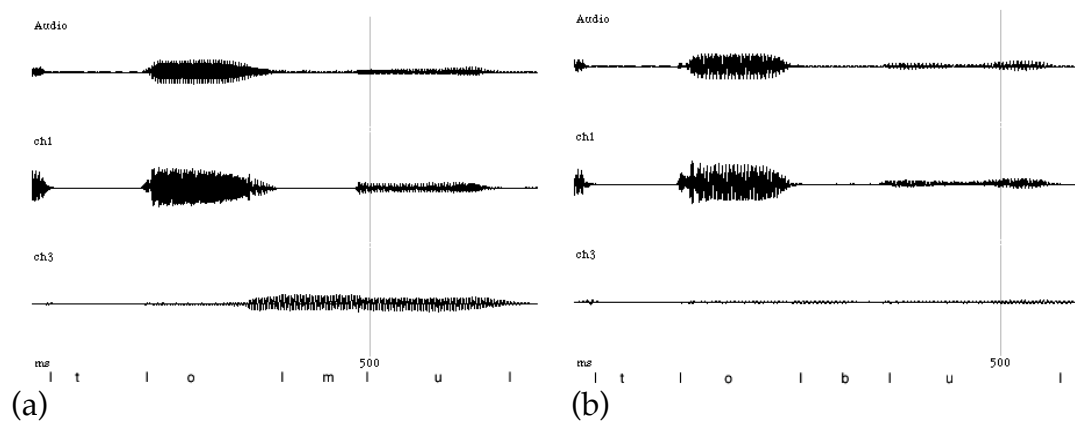 Audio
ch1
ch3
ms 500
| t | o | m | u |
(a)
Audio
ch1
ch3
ms 500
| t | o | b | u |
(b)